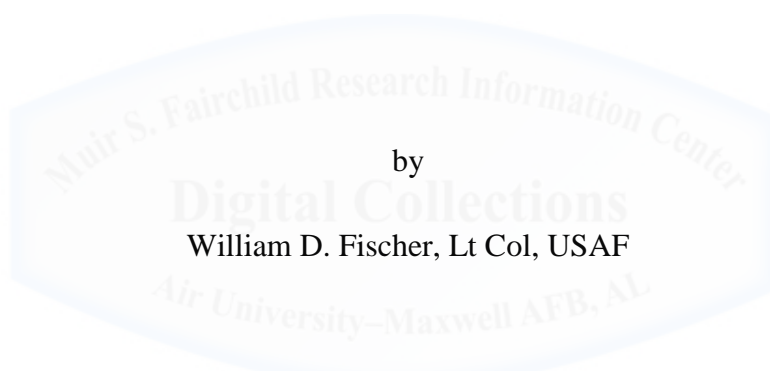 Muir S. Fairchild Research Information Center
by
Digital Collections
William D. Fischer, Lt Col, USAF
Air University–Maxwell AFB, AL